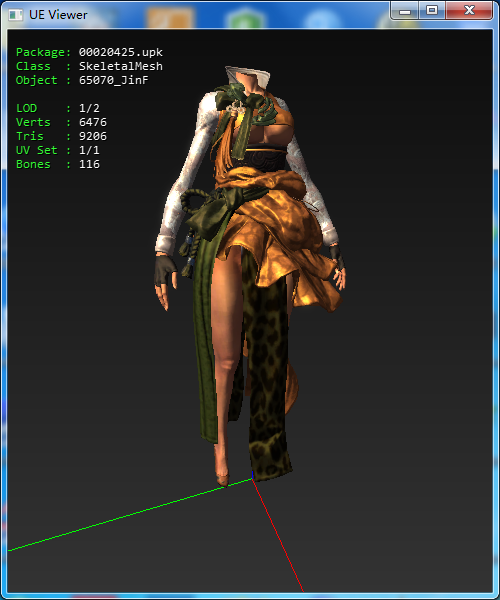 UE Viewer
Package: 00020425.upk
Class : SkeletalMesh
Object : 65070_JinF
LOD : 1/2
Verts : 6476
Tris : 9206
UV Set : 1/1
Bones : 116